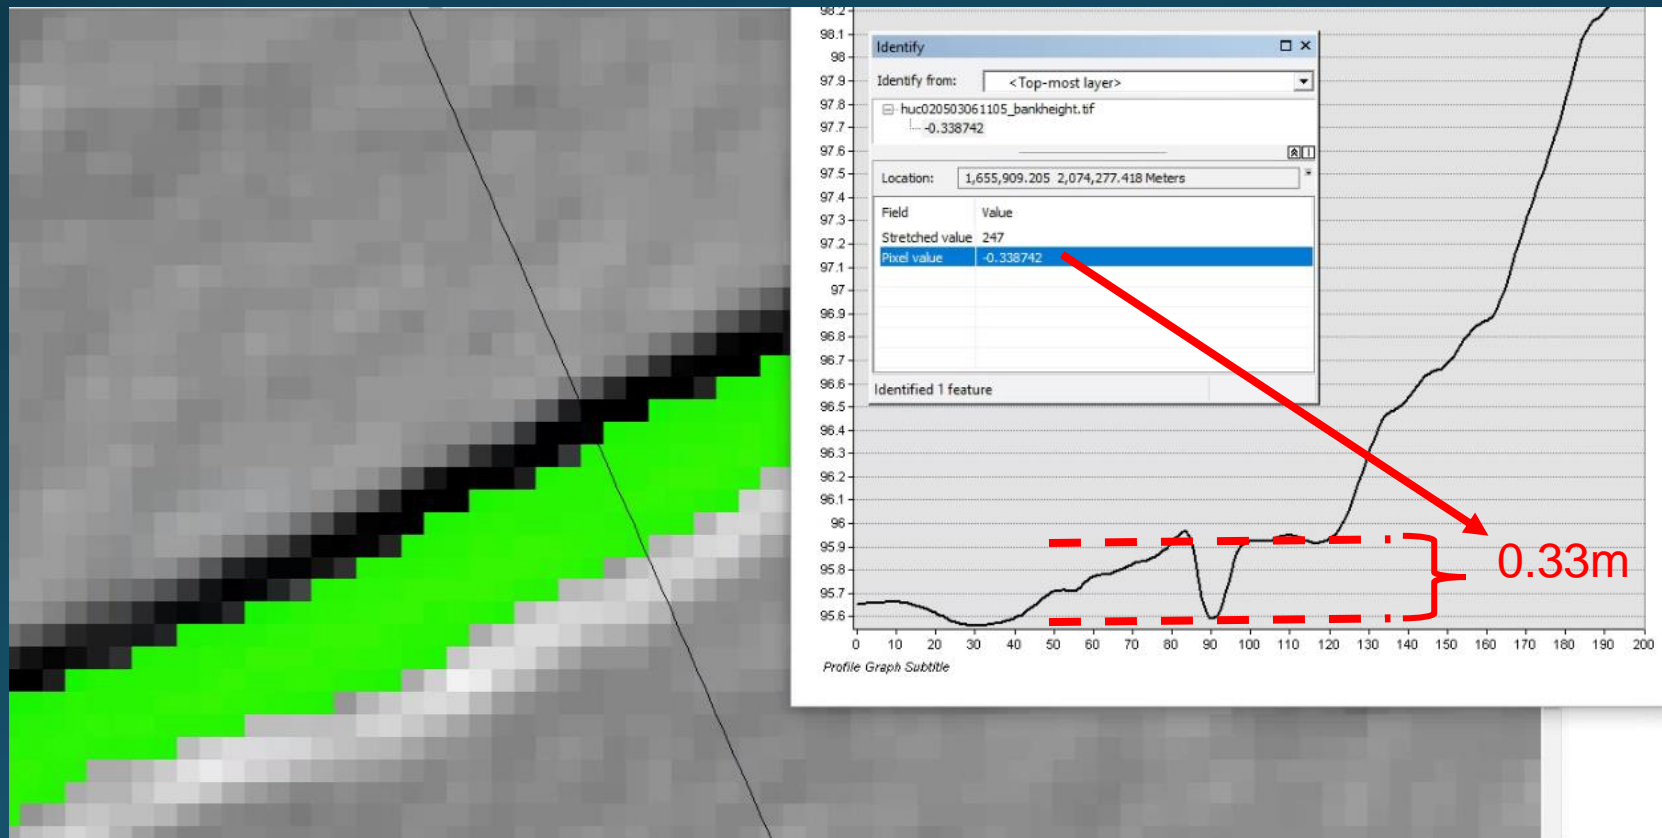 98.2
98.1
98
97.9
97.8
97.7
97.6
97.5
97.4
97.3
97.2
97.1
97
96.9
96.8
96.7
96.6
96.5
96.4
96.3
96.2
96.1
96
95.9
95.8
95.7
95.6
Identify
Identify from: <Top-most layer>
huc020503061105_bankheight.tif
-0.338742
Location: 1,655,909.205 2,074,277.418 Meters
Field Value
Stretched value 247
Pixel value -0.338742
Identified 1 feature
0.33m
0 10 20 30 40 50 60 70 80 90 100 110 120 130 140 150 160 170 180 190 200
Profile Graph Subtitle